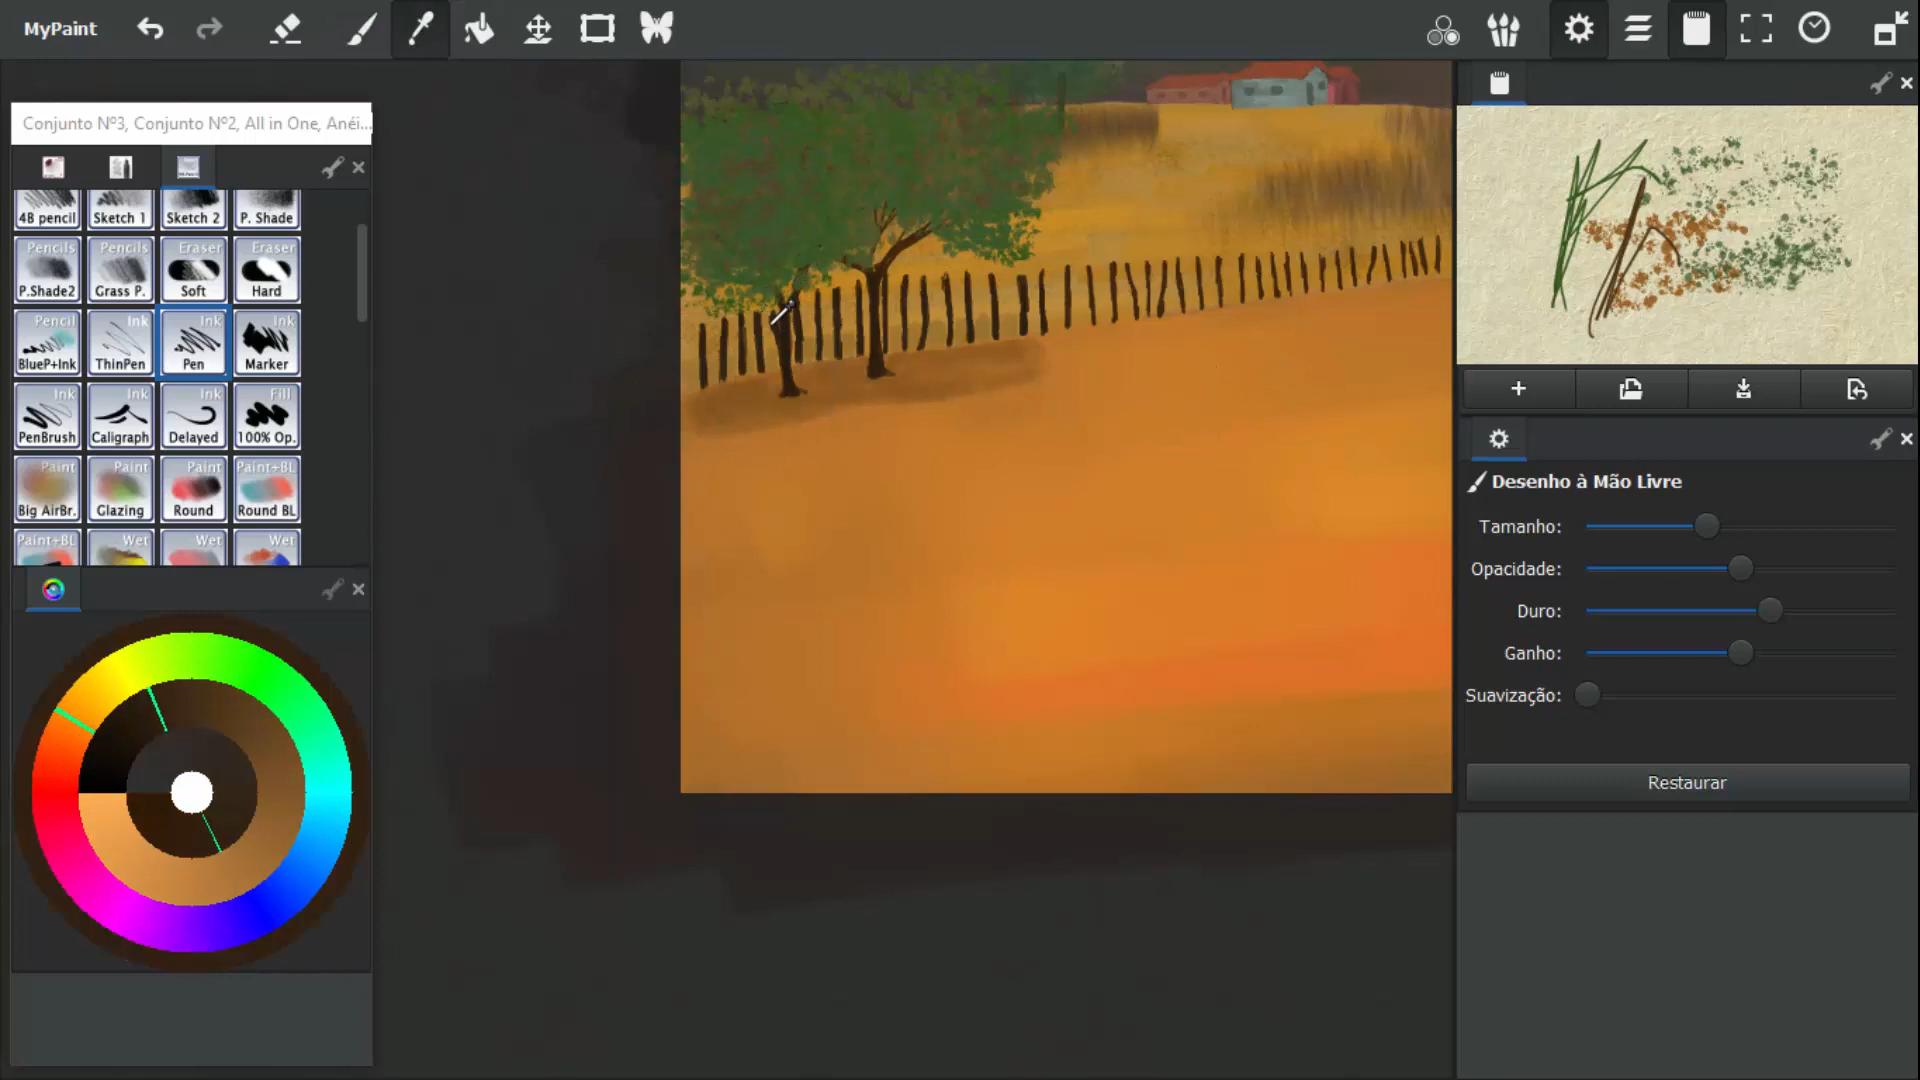 MyPaint
Conjunto Nº3, Conjunto Nº2, All in One, Anéi...
4B pencil
Sketch 1
Sketch 2
P. Shade
Pencils
P.Shade2
Pencils
Grass P.
Eraser
Soft
Eraser
Hard
Pencil
BlueP+Ink
Ink
ThinPen
Ink
Pen
Ink
Marker
Ink
PenBrush
Ink
Caligraph
Ink
Delayed
Fill
100% Op.
Paint
Big AirBr.
Paint
Glazing
Paint
Round
Paint+BL
Round BL
Paint+BL
Wet
Wet
Wet
Desenho à Mão Livre
Tamanho:
Opacidade:
Duro:
Ganho:
Suavização:
Restaurar